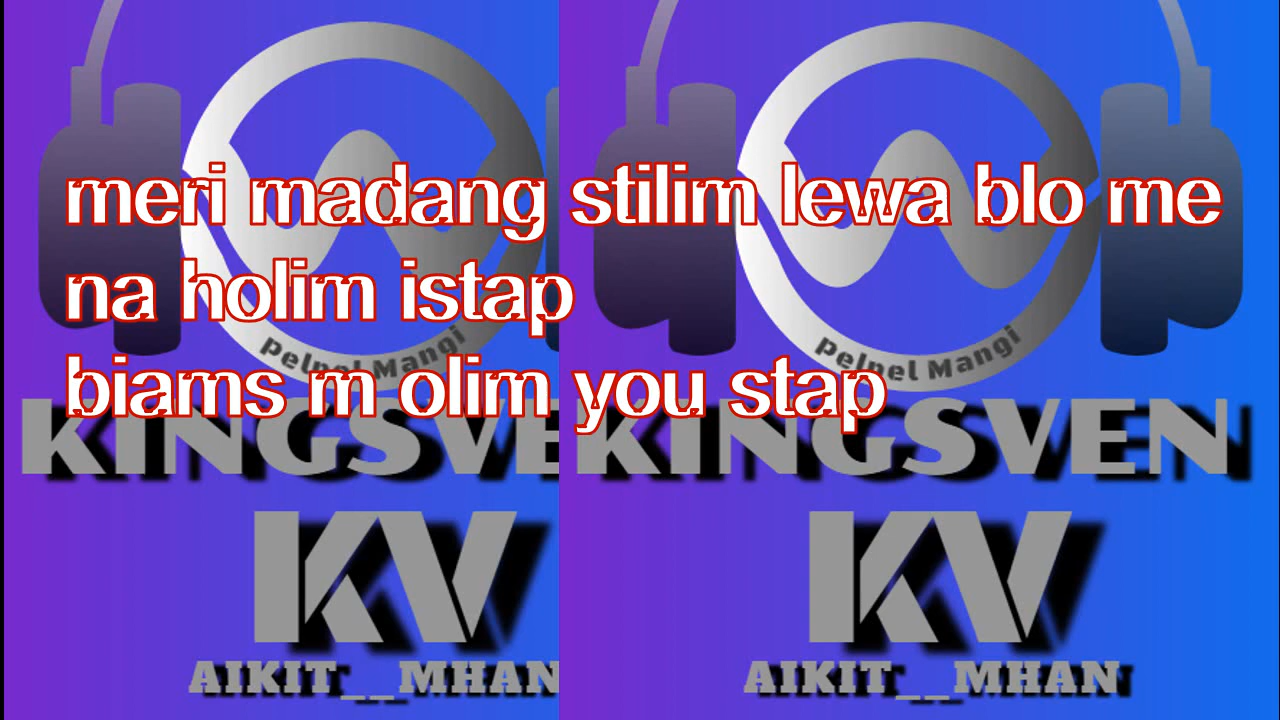 meri madang stilim lewa blo me
na holim istap
pelpel Mangi pelpel Mangi
biams m olim you stap
KINGSVE KINGSVEN
KV KV
AIKIT__MHAN AIKIT__MHAN